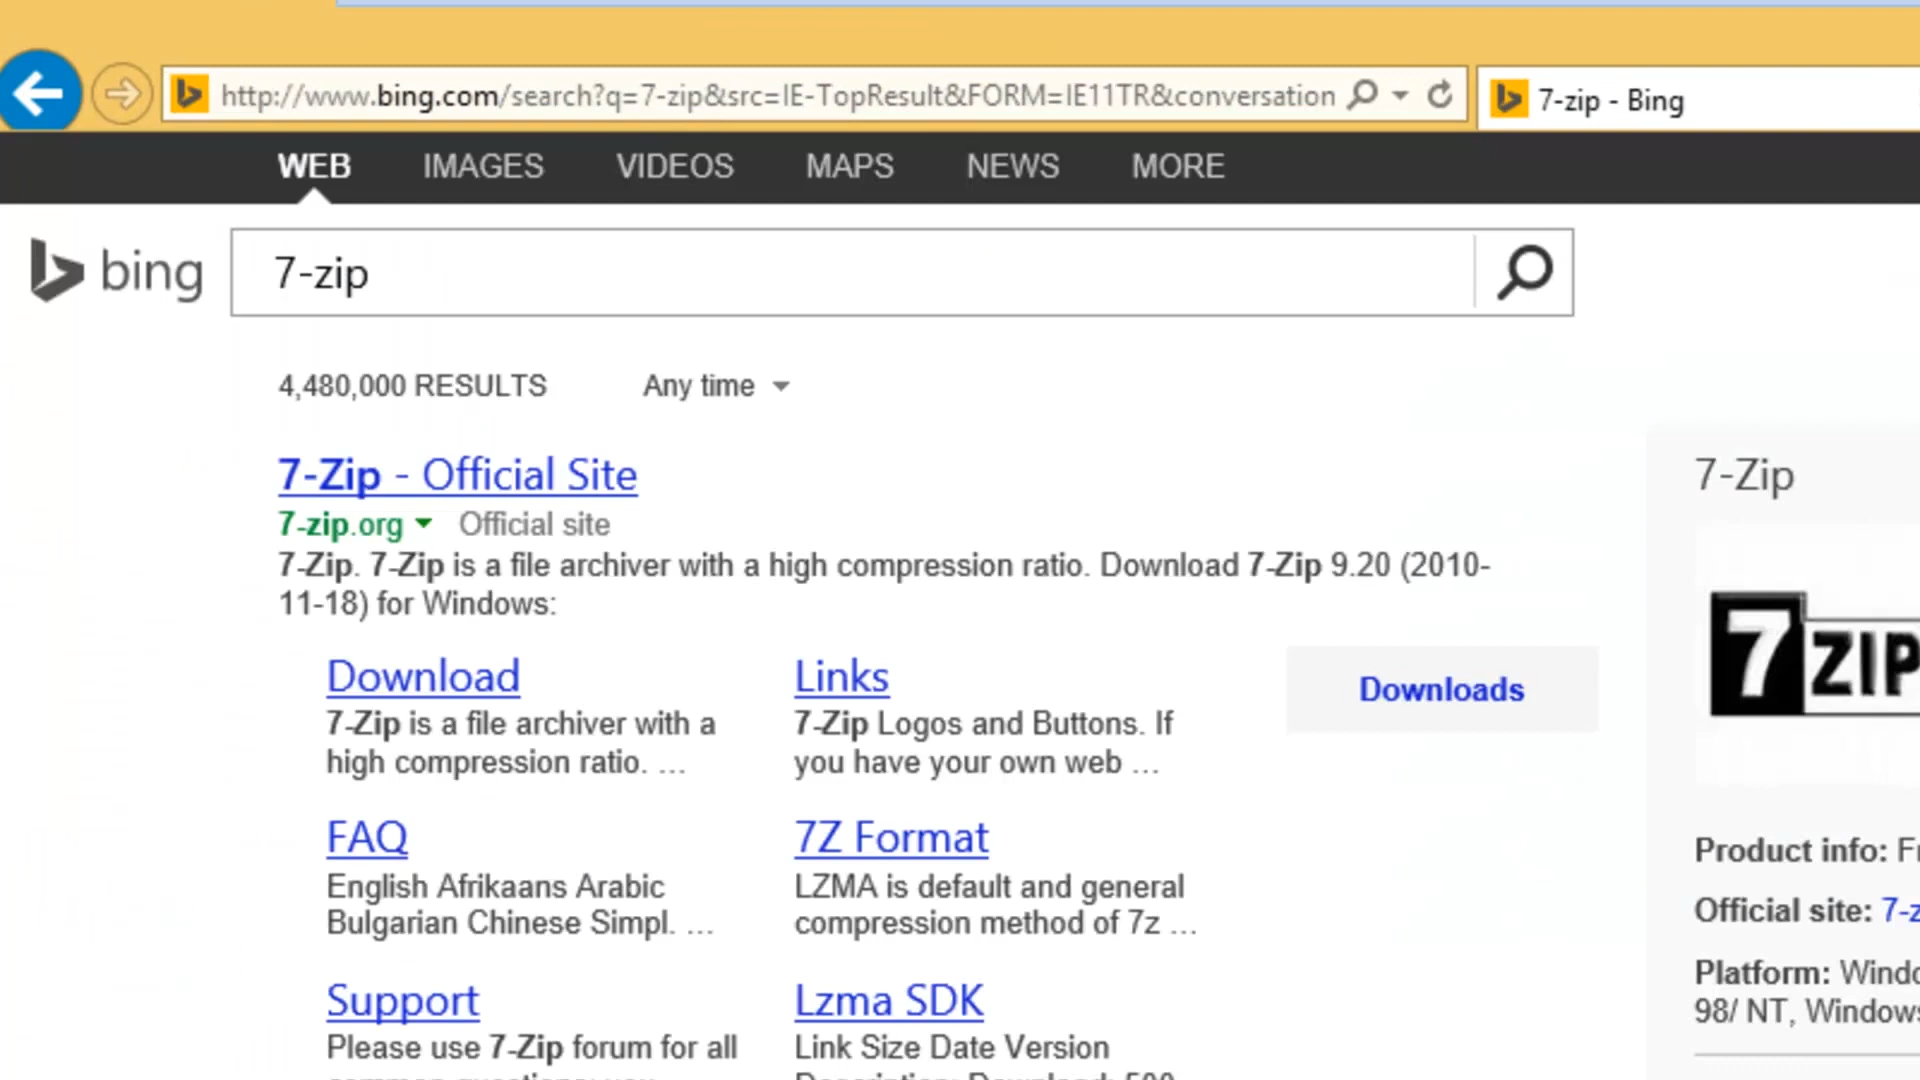 http://www.bing.com/search?q=7-zip&src=IE-TopResult&FORM=IE11TR&conversation
7-zip - Bing
WEB IMAGES VIDEOS MAPS NEWS MORE
bing
7-zip
4,480,000 RESULTS Any time
7-Zip - Official Site
7-zip.org Official site
7-Zip. 7-Zip is a file archiver with a high compression ratio. Download 7-Zip 9.20 (2010-
11-18) for Windows:
Download
7-Zip is a file archiver with a
high compression ratio. ...
Links
7-Zip Logos and Buttons. If
you have your own web ...
Downloads
FAQ
English Afrikaans Arabic
Bulgarian Chinese Simpl. ...
7Z Format
LZMA is default and general
compression method of 7z ...
Support
Please use 7-Zip forum for all
Lzma SDK
Link Size Date Version
7-Zip
7ZIP
Product info:
Official site: 7-z
Platform: Windo
98/ NT, Windows